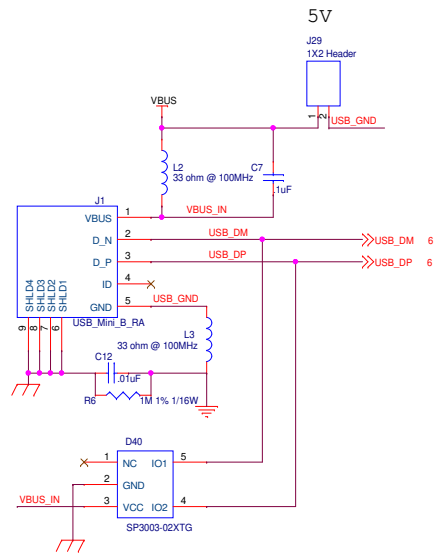 5V
J29
1X2 Header
VBUS
1
2
USB_GND
L2
33 ohm @ 100MHz
C7
.1uF
J1
VBUS
1
VBUS_IN
D_N
2
USB_DM
USB_DM
6
D_P
3
USB_DP
USB_DP
6
ID
4
GND
5
USB_GND
SHLD4
SHLD3
SHLD2
SHLD1
USB_Mini_B_RA
9
8
7
6
L3
33 ohm @ 100MHz
C12
.01uF
R6
1M 1% 1/16W
D40
1
NC
IO1
5
2
GND
VBUS_IN
3
VCC
IO2
4
SP3003-02XTG